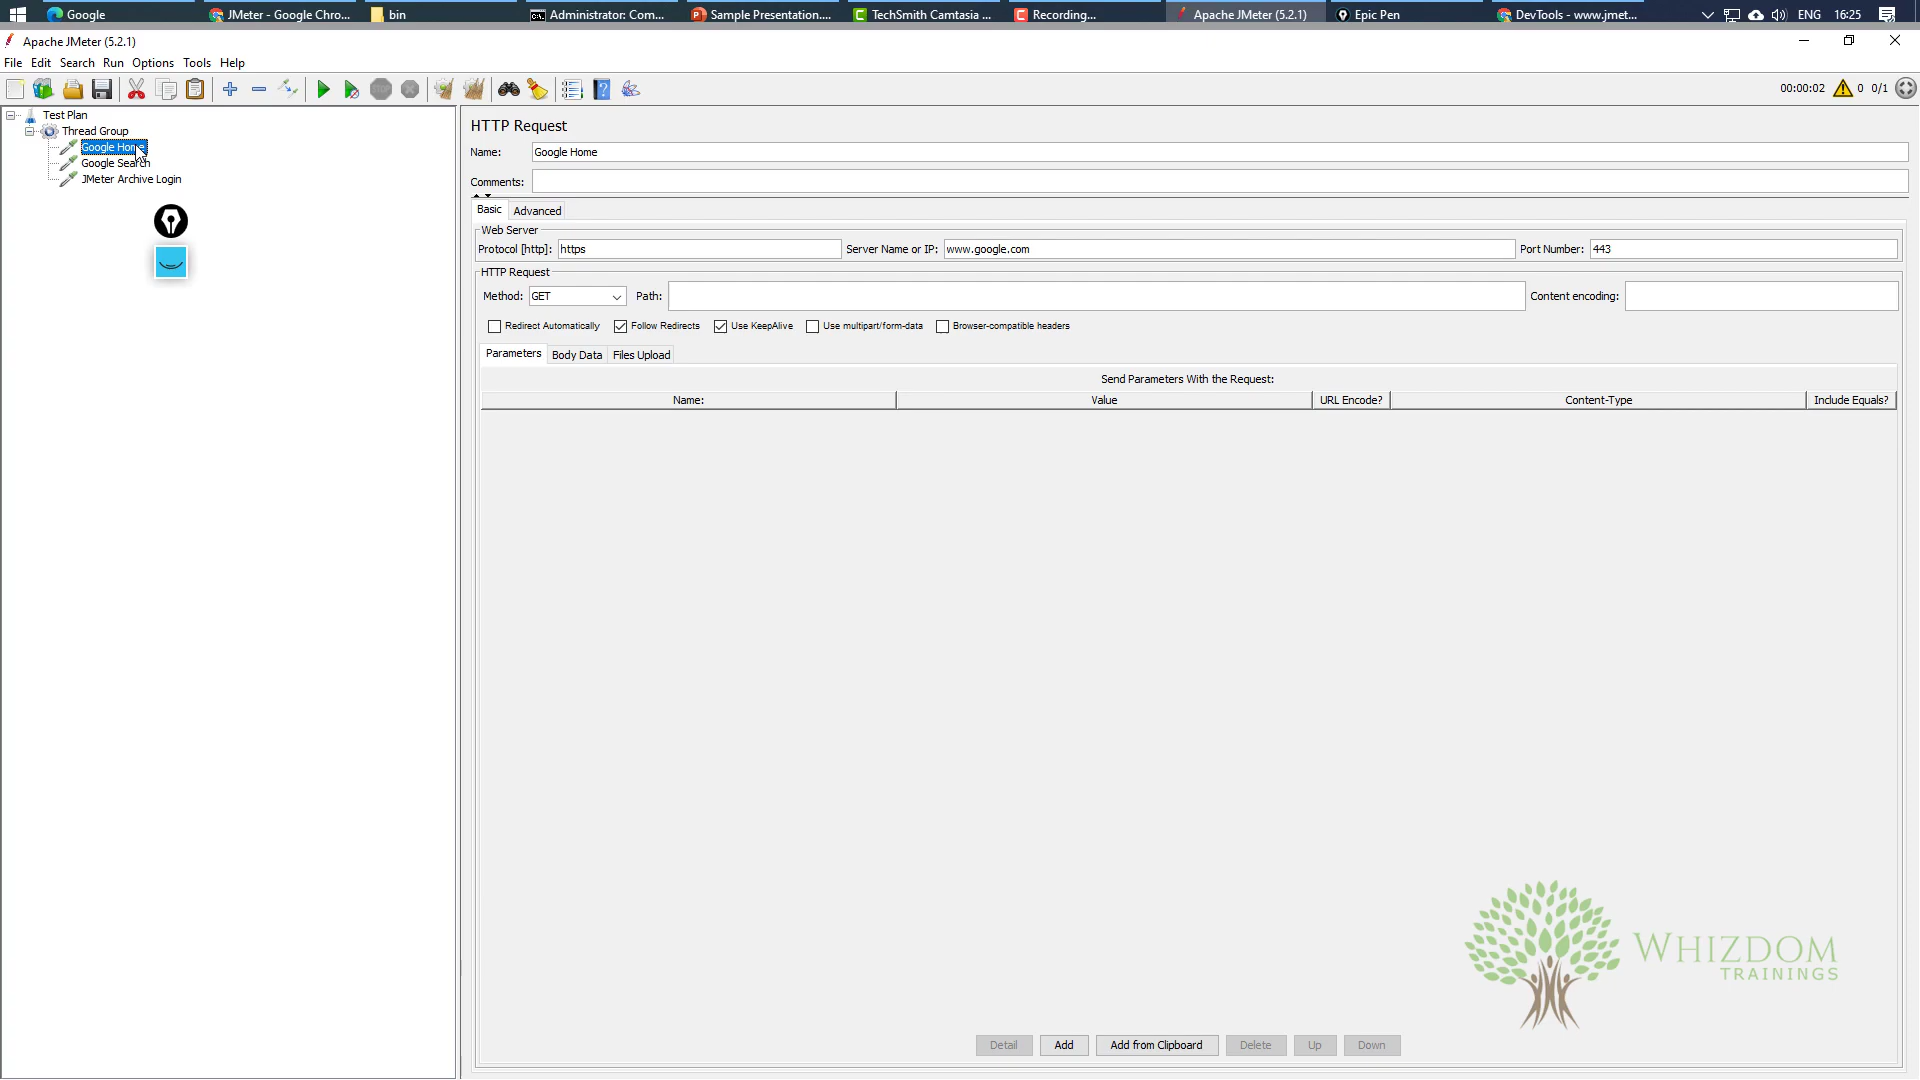 Google
JMeter - Google Chro...
bin
Administrator: Com...
Sample Presentation....
TechSmith Camtasia ...
Recording...
Apache JMeter (5.2.1)
Epic Pen
DevTools - www.jmet...
ENG
16:25
Apache JMeter (5.2.1)
File Edit Search Run Options Tools Help
STOP
00:00:02 0 0/1
Test Plan
Thread Group
Google Home
Google Search
JMeter Archive Login
HTTP Request
Name: Google Home
Comments:
Basic Advanced
Web Server
Protocol [http]: https Server Name or IP: www.google.com Port Number: 443
HTTP Request
Method: GET Path: Content encoding:
Redirect Automatically Follow Redirects Use KeepAlive Use multipart/form-data Browser-compatible headers
Parameters Body Data Files Upload
Send Parameters With the Request:
Name: Value URL Encode? Content-Type Include Equals?
WHIZDOM
TRAININGS
Detail Add Add from Clipboard Delete Up Down